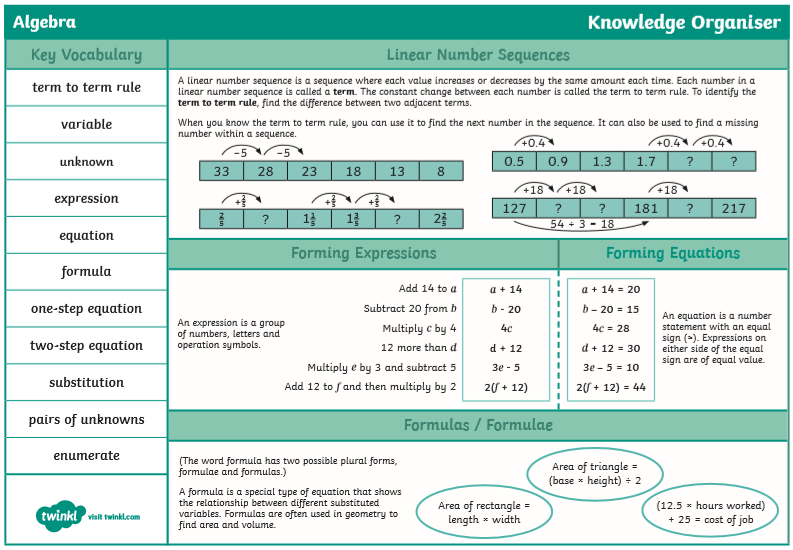 Algebra
Knowledge Organiser
Key Vocabulary
term to term rule
variable
unknown
expression
equation
formula
one-step equation
two-step equation
substitution
pairs of unknowns
enumerate
twinkl visit twinkl.com
Linear Number Sequences
A linear number sequence is a sequence where each value increases or decreases by the same amount each time. Each number in a
linear number sequence is called a term. The constant change between each number is called the term to term rule. To identify the
term to term rule, find the difference between two adjacent terms.
When you know the term to term rule, you can use it to find the next number in the sequence. It can also be used to find a missing
number within a sequence.
–5 –5
33 28 23 18 13 8
+0.4 +0.4 +0.4
0.5 0.9 1.3 1.7 ? ?
+2/5 +2/5 +2/5
2/5 ? 1 1/5 1 3/5 ? 2 2/5
+18 +18 +18
127 ? ? 181 ? 217
54 ÷ 3 = 18
Forming Expressions
An expression is a group
of numbers, letters and
operation symbols.
Add 14 to a a + 14
Subtract 20 from b b - 20
Multiply c by 4 4c
12 more than d d + 12
Multiply e by 3 and subtract 5 3e - 5
Add 12 to f and then multiply by 2 2(f + 12)
Forming Equations
a + 14 = 20
b – 20 = 15
4c = 28
d + 12 = 30
3e – 5 = 10
2(f + 12) = 44
An equation is a number
statement with an equal
sign (=). Expressions on
either side of the equal
sign are of equal value.
Formulas / Formulae
(The word formula has two possible plural forms,
formulae and formulas.)
A formula is a special type of equation that shows
the relationship between different substituted
variables. Formulas are often used in geometry to
find area and volume.
Area of rectangle =
length × width
Area of triangle =
(base × height) ÷ 2
(12.5 × hours worked)
+ 25 = cost of job